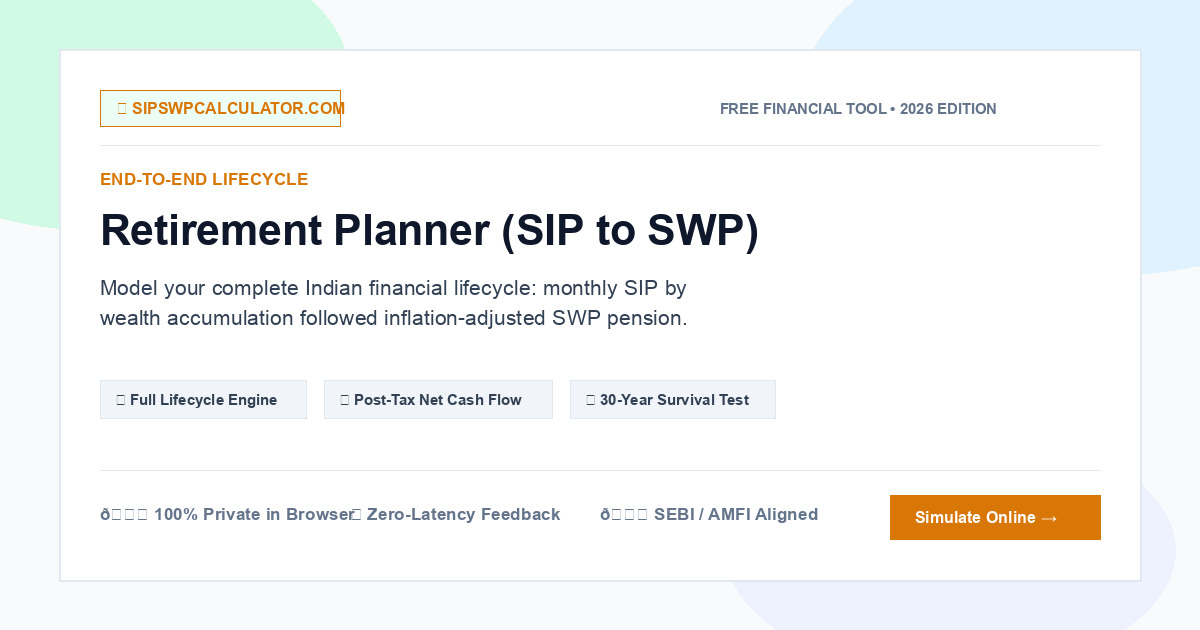 ▯ SIPSWPCALCULATOR.COM
FREE FINANCIAL TOOL • 2026 EDITION
END-TO-END LIFECYCLE
Retirement Planner (SIP to SWP)
Model your complete Indian financial lifecycle: monthly SIP by
wealth accumulation followed inflation-adjusted SWP pension.
▯ Full Lifecycle Engine
▯ Post-Tax Net Cash Flow
▯ 30-Year Survival Test
ð▯▯▯ 100% Private in Browser
▯ Zero-Latency Feedback
ð▯▯▯ SEBI / AMFI Aligned
Simulate Online →